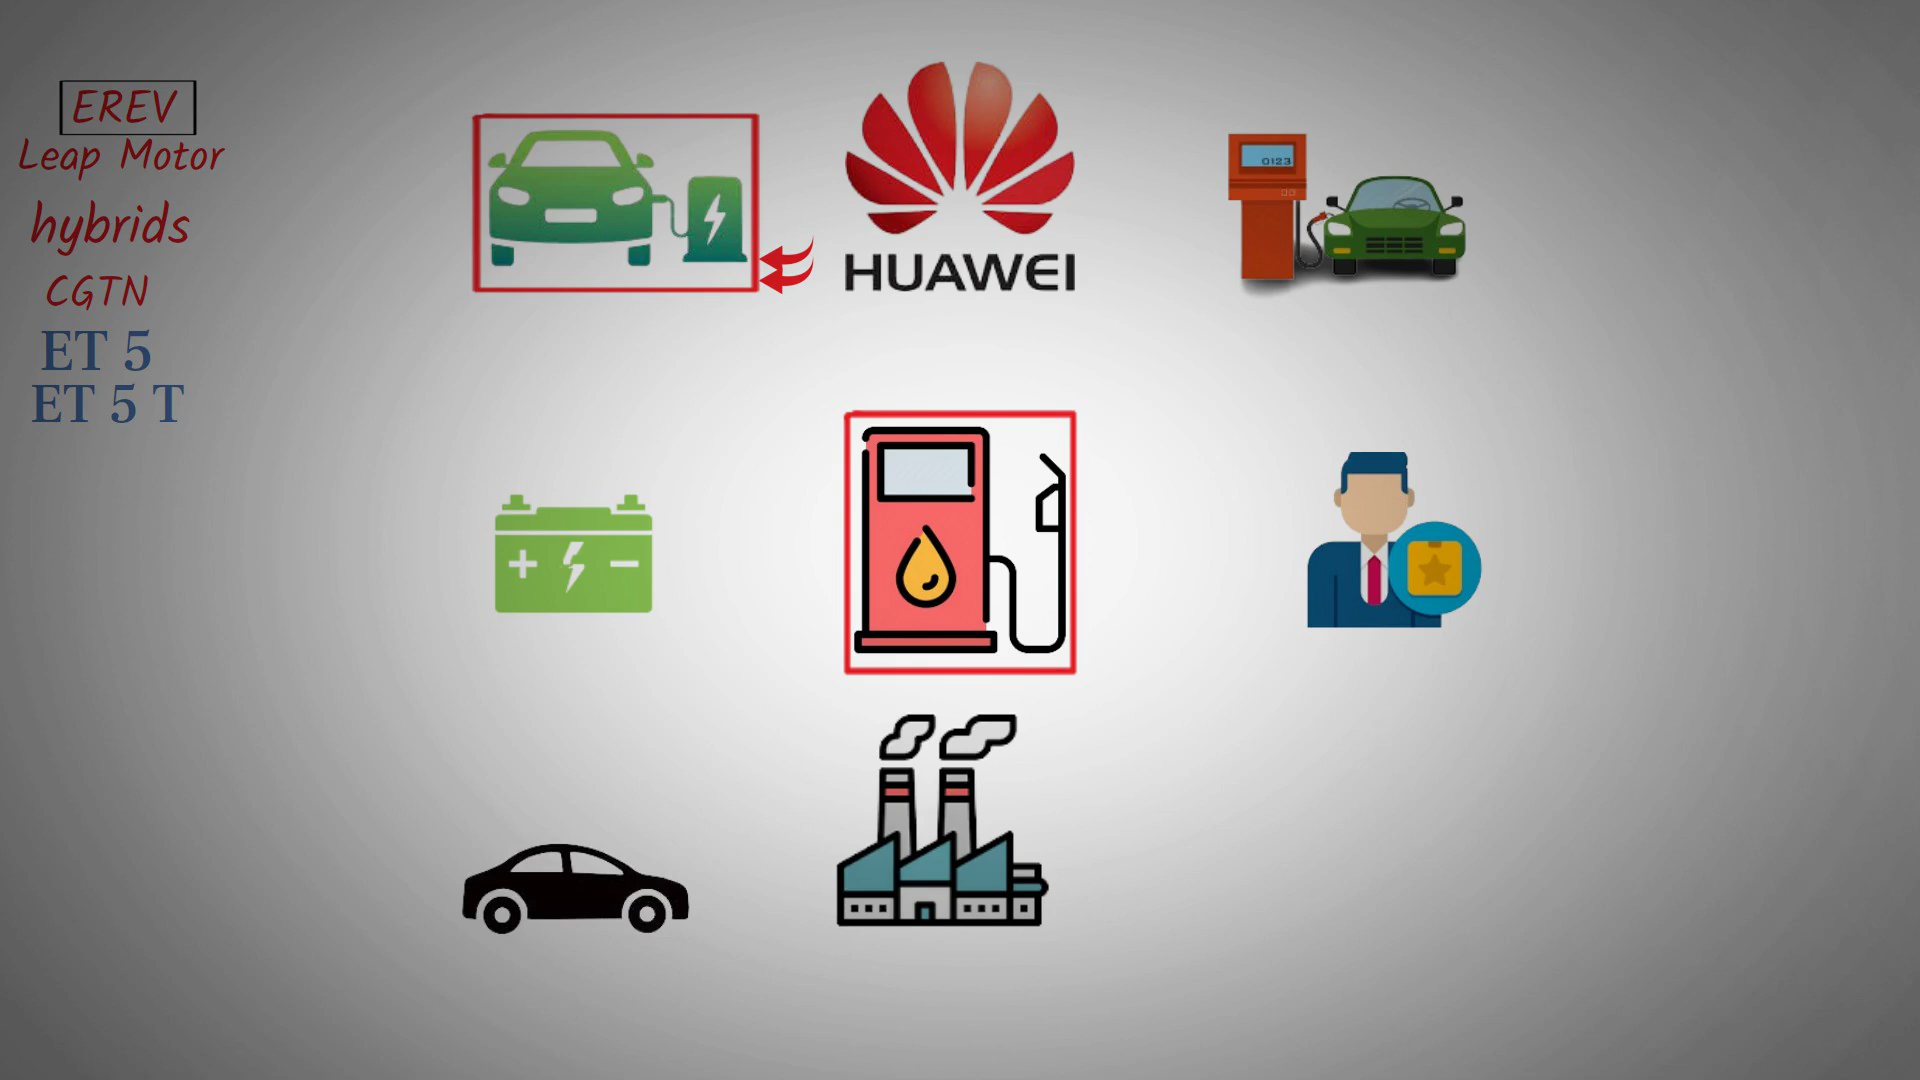 EREV
Leap Motor
hybrids
CGTN
ET 5
ET 5 T
HUAWEI
0123